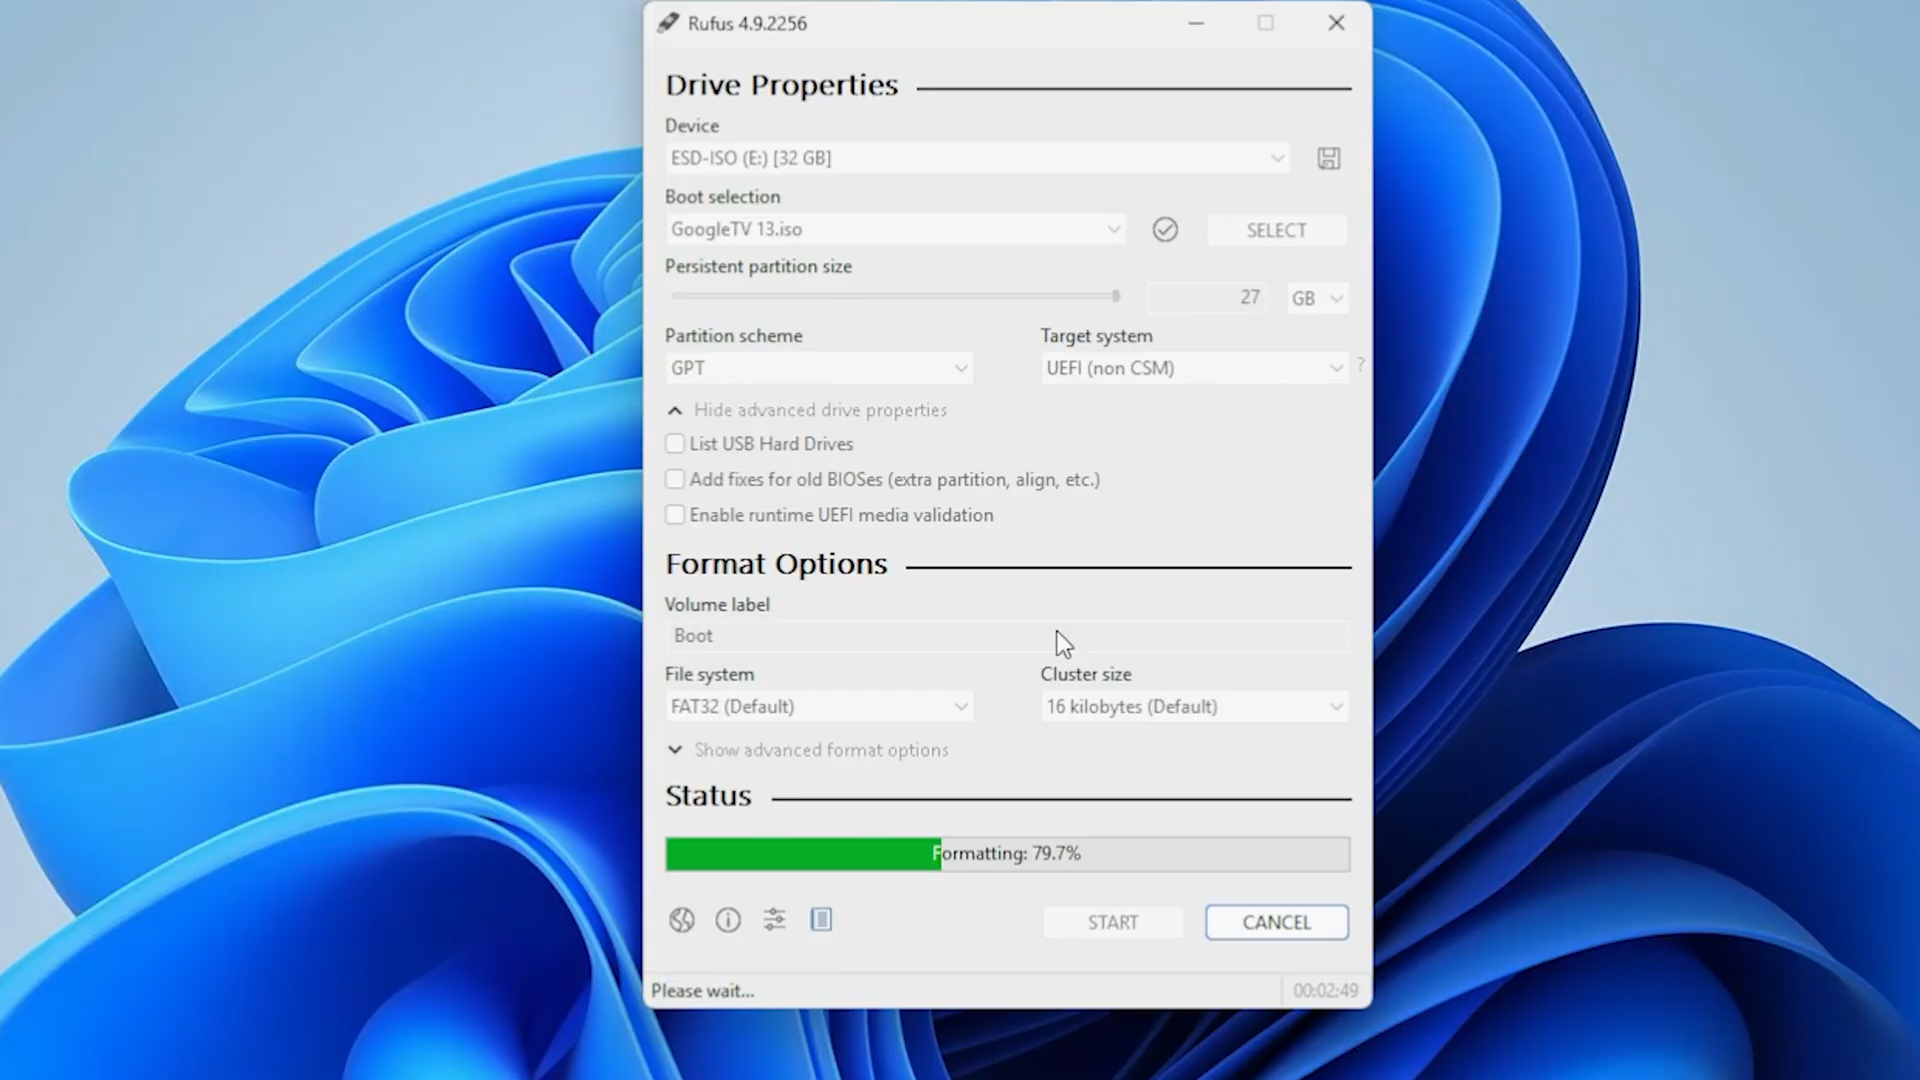 Rufus 4.9.2256
Drive Properties
Device
ESD-ISO (E:) [32 GB]
Boot selection
GoogleTV 13.iso
SELECT
Persistent partition size
27
GB
Partition scheme
Target system
GPT
UEFI (non CSM)
?
Hide advanced drive properties
List USB Hard Drives
Add fixes for old BIOSes (extra partition, align, etc.)
Enable runtime UEFI media validation
Format Options
Volume label
Boot
File system
Cluster size
FAT32 (Default)
16 kilobytes (Default)
Show advanced format options
Status
Formatting: 79.7%
START
CANCEL
Please wait...
00:02:49